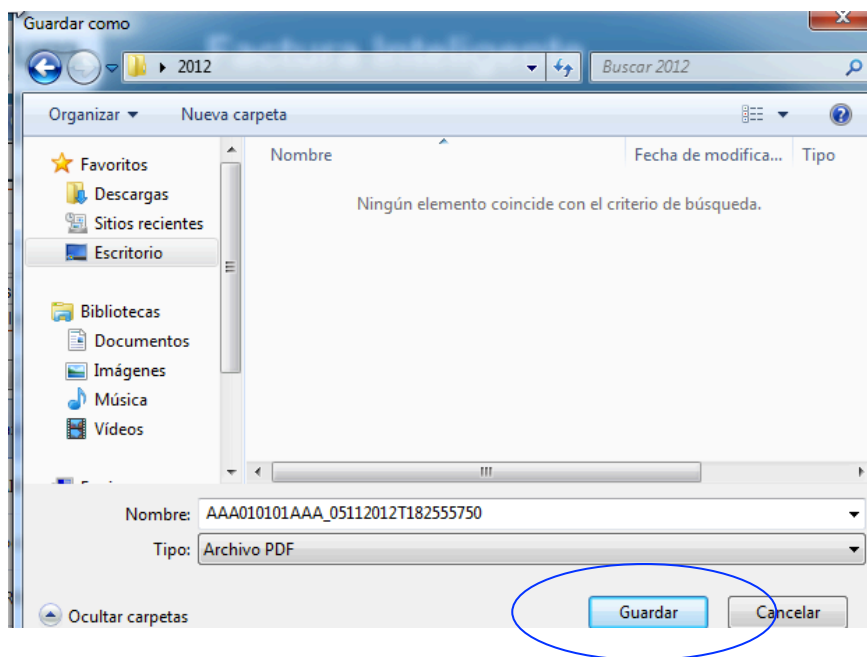 Guardar como
Factura Inteligente
2012
Buscar 2012
Organizar
Nueva carpeta
Nombre
Fecha de modifica...
Tipo
Ningún elemento coincide con el criterio de búsqueda.
Favoritos
Descargas
Sitios recientes
Escritorio
Bibliotecas
Documentos
Imágenes
Música
Vídeos
Nombre: AAA010101AAA_05112012T182555750
Tipo: Archivo PDF
Ocultar carpetas
Guardar
Cancelar